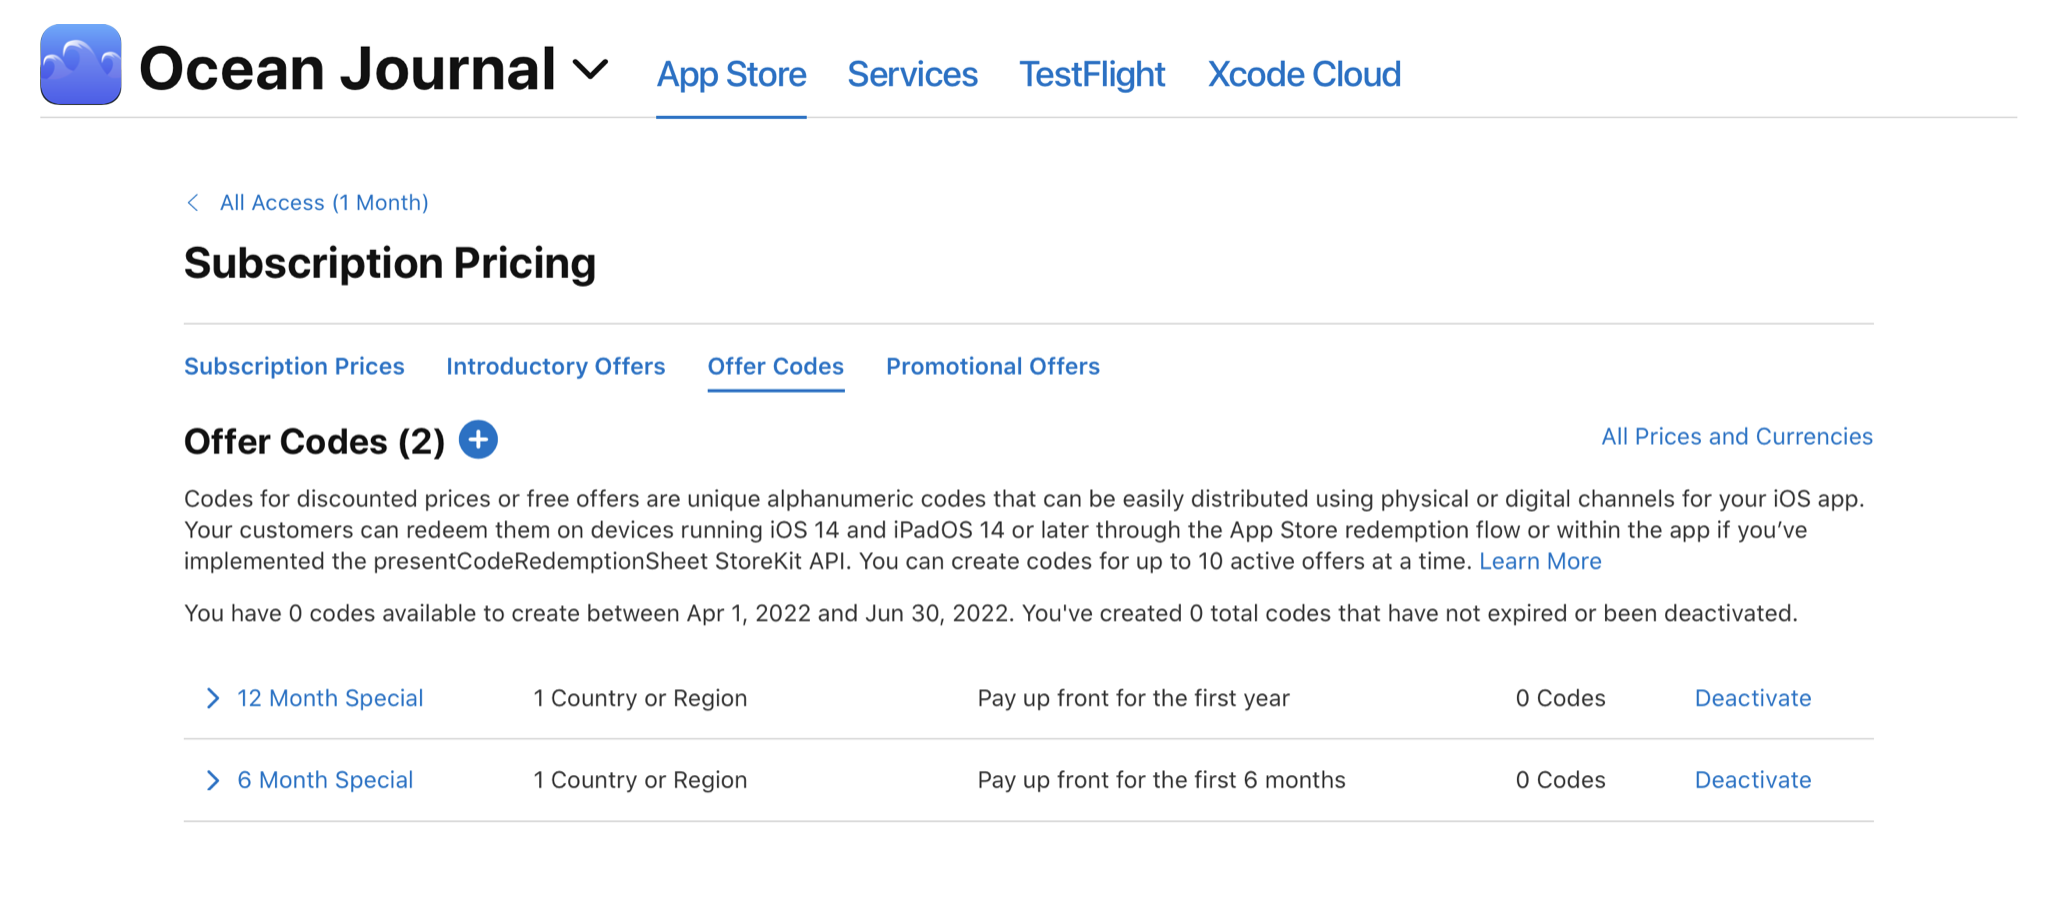 Ocean Journal
App Store Services TestFlight Xcode Cloud
All Access (1 Month)
Subscription Pricing
Subscription Prices Introductory Offers Offer Codes Promotional Offers
Offer Codes (2)
All Prices and Currencies
Codes for discounted prices or free offers are unique alphanumeric codes that can be easily distributed using physical or digital channels for your iOS app.
Your customers can redeem them on devices running iOS 14 and iPadOS 14 or later through the App Store redemption flow or within the app if you’ve
implemented the presentCodeRedemptionSheet StoreKit API. You can create codes for up to 10 active offers at a time. Learn More
You have 0 codes available to create between Apr 1, 2022 and Jun 30, 2022. You've created 0 total codes that have not expired or been deactivated.
12 Month Special 1 Country or Region Pay up front for the first year 0 Codes Deactivate
6 Month Special 1 Country or Region Pay up front for the first 6 months 0 Codes Deactivate